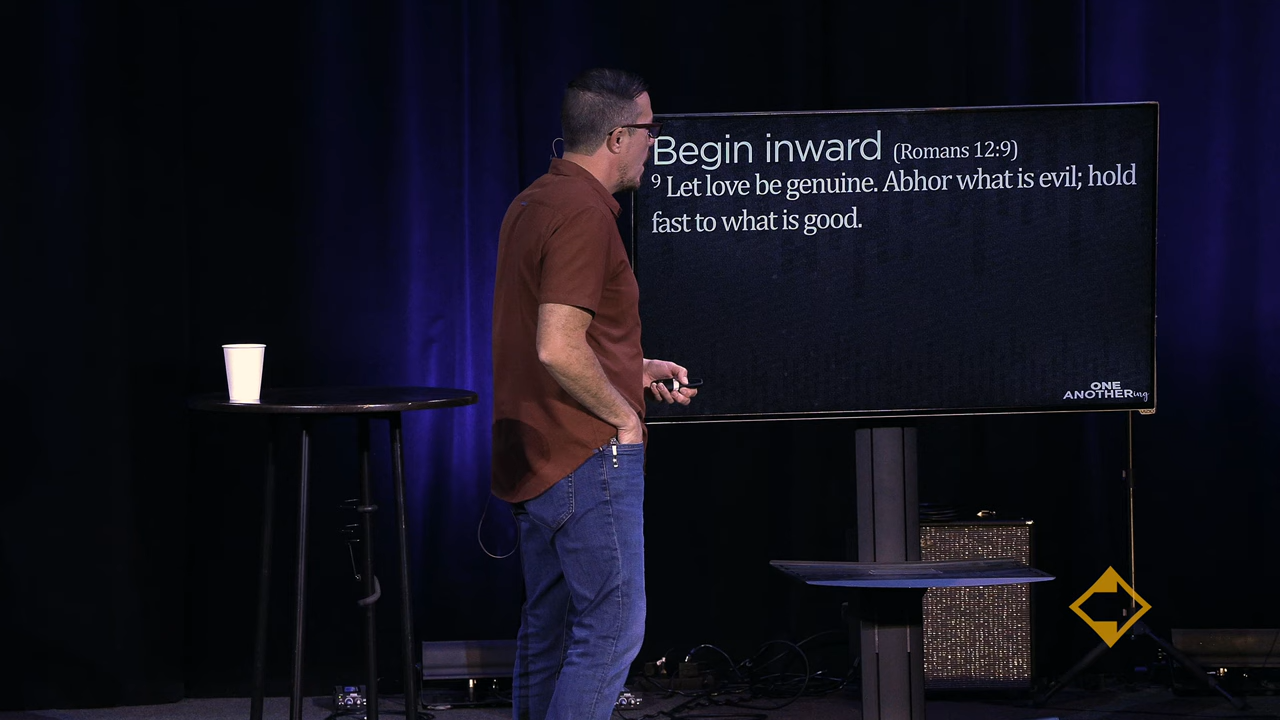 Begin inward (Romans 12:9)
9 Let love be genuine. Abhor what is evil; hold
fast to what is good.
ONE
ANOTHERing